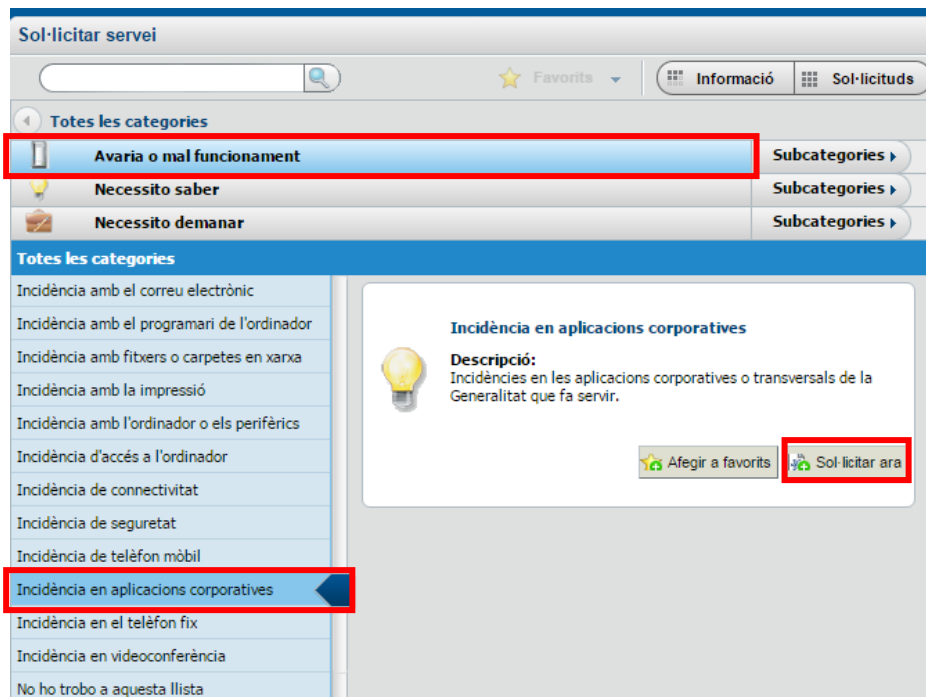 Sol·licitar servei
Favorits
Informació
Sol·licituds
Totes les categories
Avaria o mal funcionament
Subcategories
Necessito saber
Subcategories
Necessito demanar
Subcategories
Totes les categories
Incidència amb el correu electrònic
Incidència amb el programari de l'ordinador
Incidència amb fitxers o carpetes en xarxa
Incidència amb la impressió
Incidència amb l'ordinador o els perifèrics
Incidència d'accés a l'ordinador
Incidència de connectivitat
Incidència de seguretat
Incidència de telèfon mòbil
Incidència en aplicacions corporatives
Incidència en el telèfon fix
Incidència en videoconferència
No ho trobo a aquesta llista
Incidència en aplicacions corporatives
Descripció:
Incidències en les aplicacions corporatives o transversals de la
Generalitat que fa servir.
Afegir a favorits
Sol·licitar ara